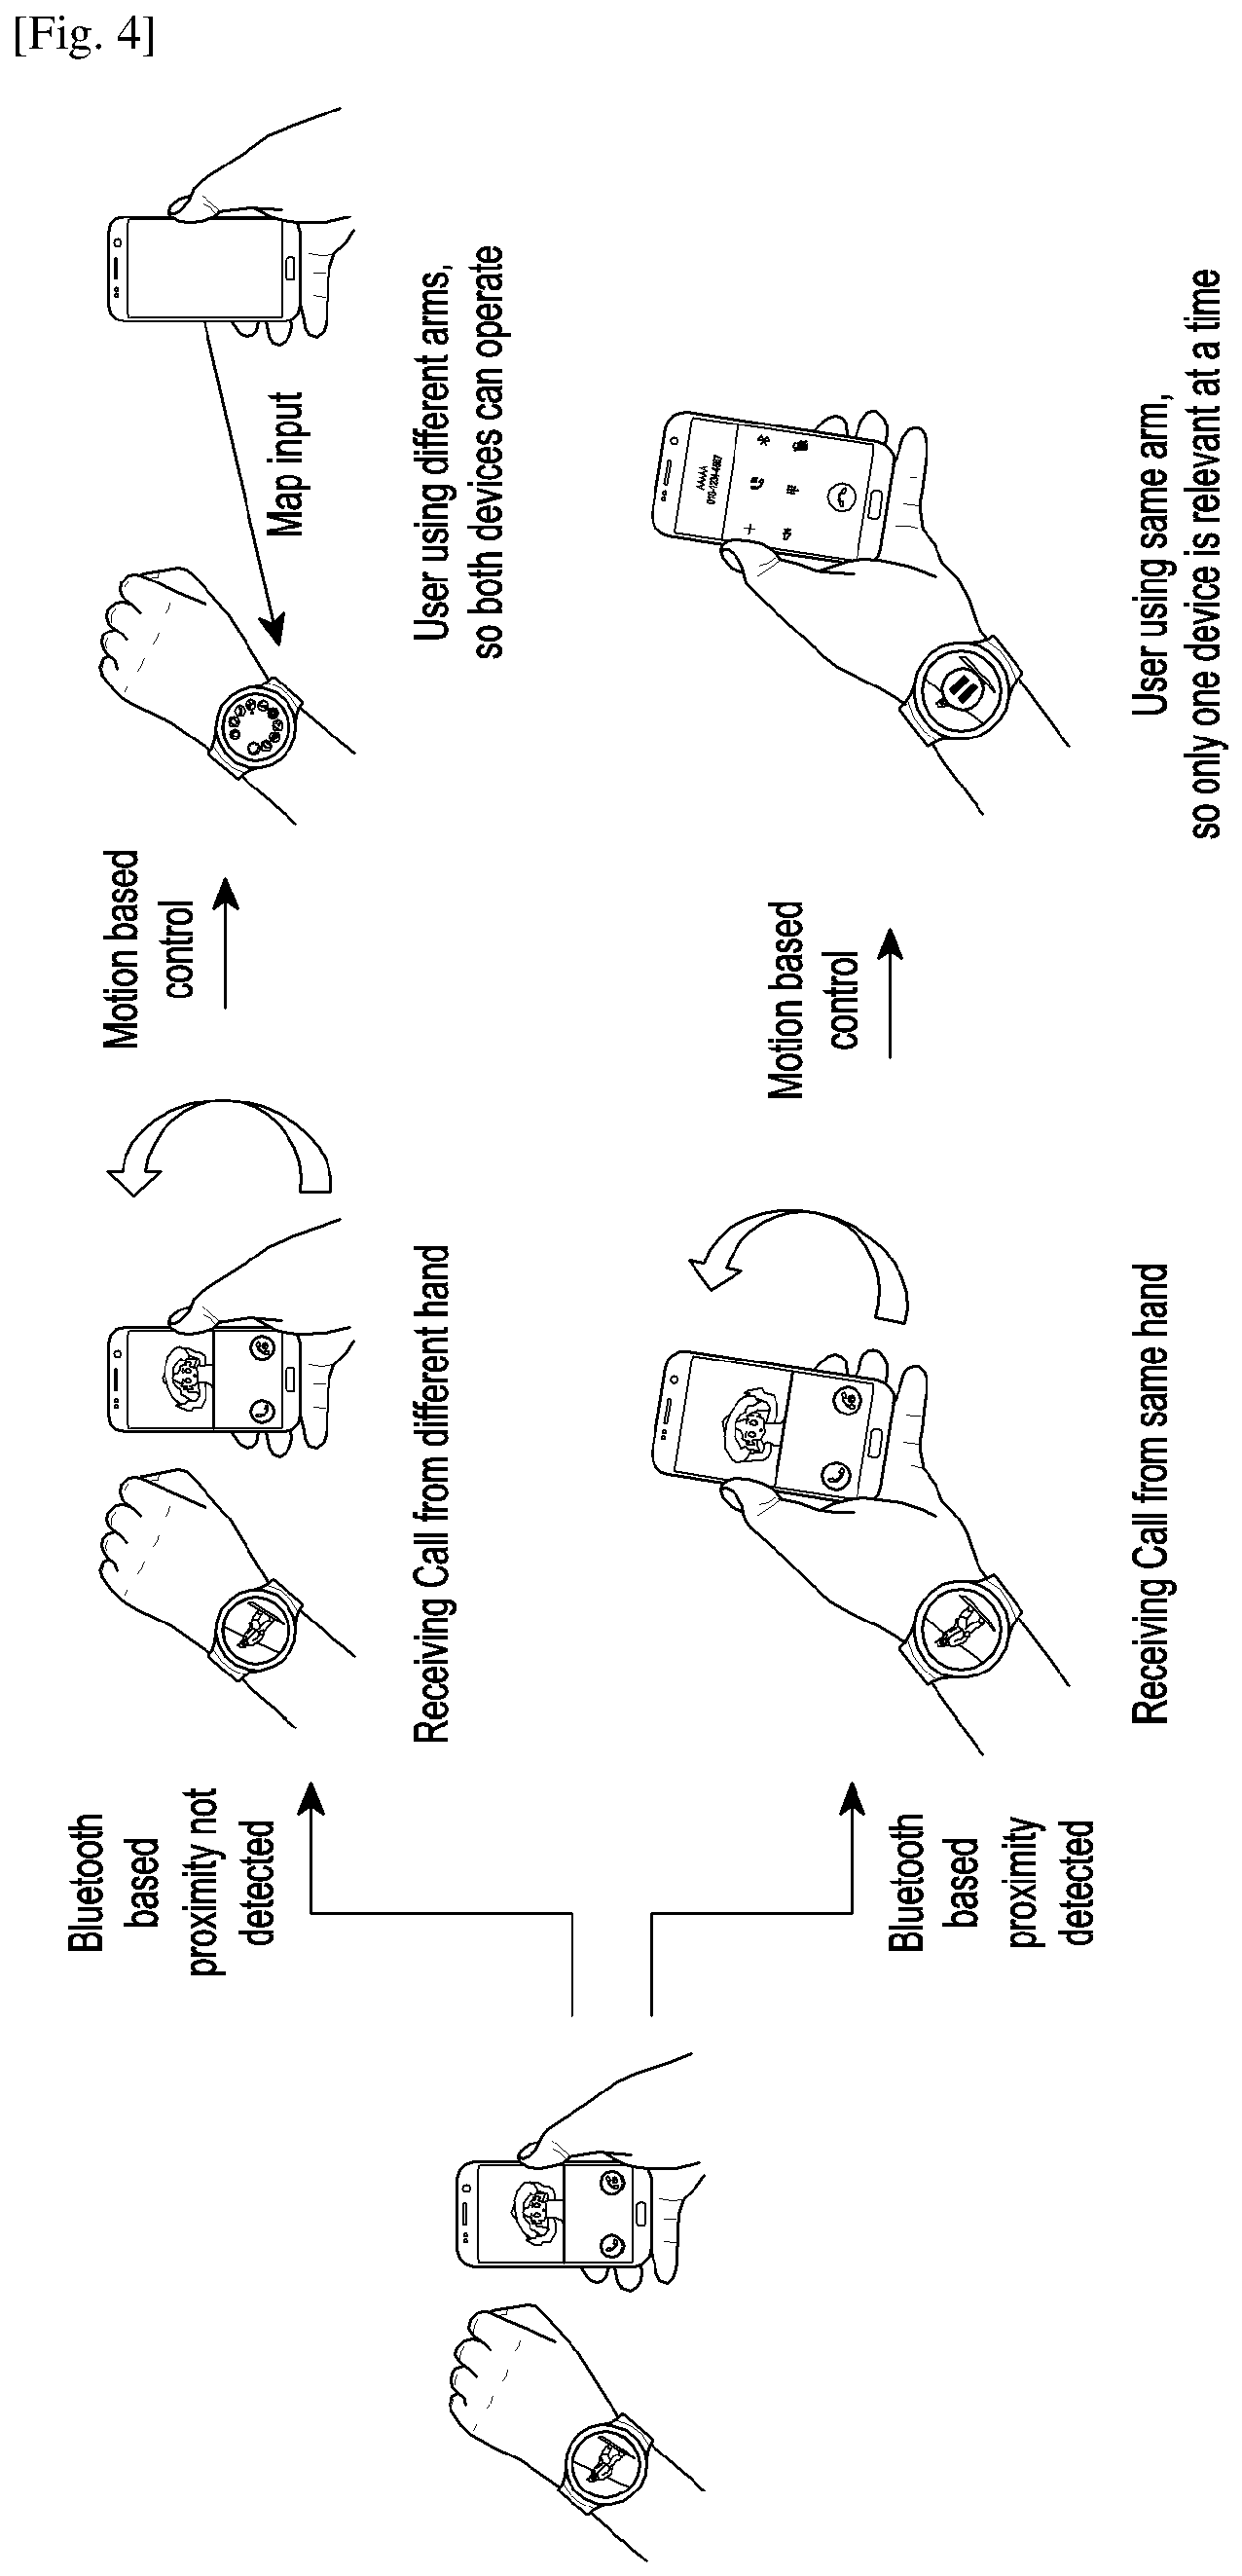 [Fig. 4]
Bluetooth
based
proximity not
detected
Receiving Call from different hand
Motion based
control
Map input
User using different arms,
so both devices can operate
Bluetooth
based
proximity
detected
Receiving Call from same hand
Motion based
control
AAAAA
User using same arm,
so only one device is relevant at a time